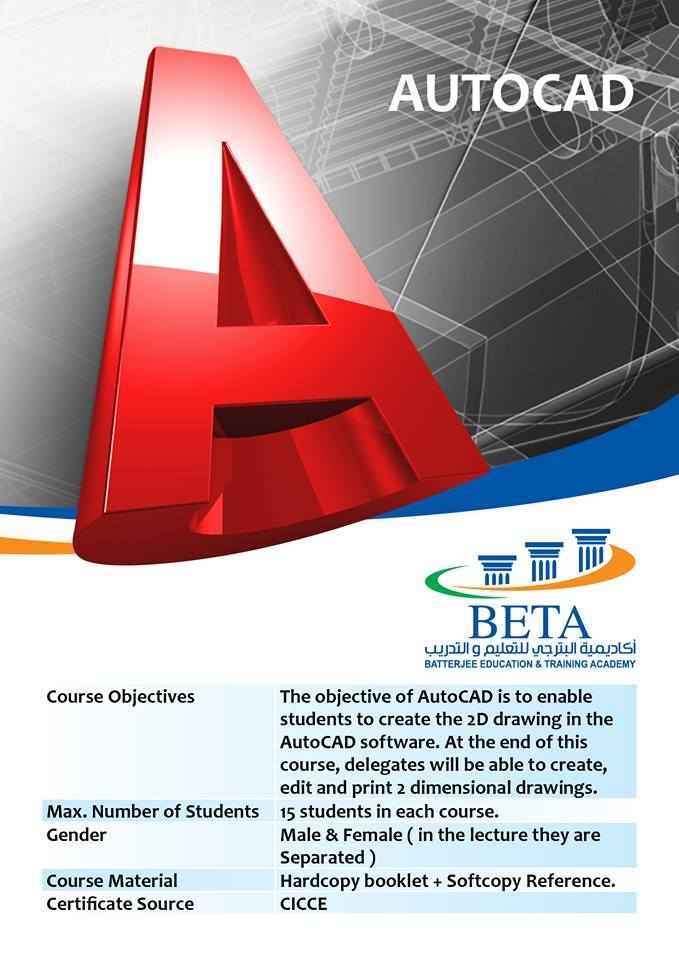 AUTOCAD
BETA
أكاديمية البترجي للتعليم و التدريب
BATTERJEE EDUCATION & TRAINING ACADEMY
Course Objectives
The objective of AutoCAD is to enable
students to create the 2D drawing in the
AutoCAD software. At the end of this
course, delegates will be able to create,
edit and print 2 dimensional drawings.
Max. Number of Students
15 students in each course.
Gender
Male & Female ( in the lecture they are
Separated )
Course Material
Hardcopy booklet + Softcopy Reference.
Certificate Source
CICCE